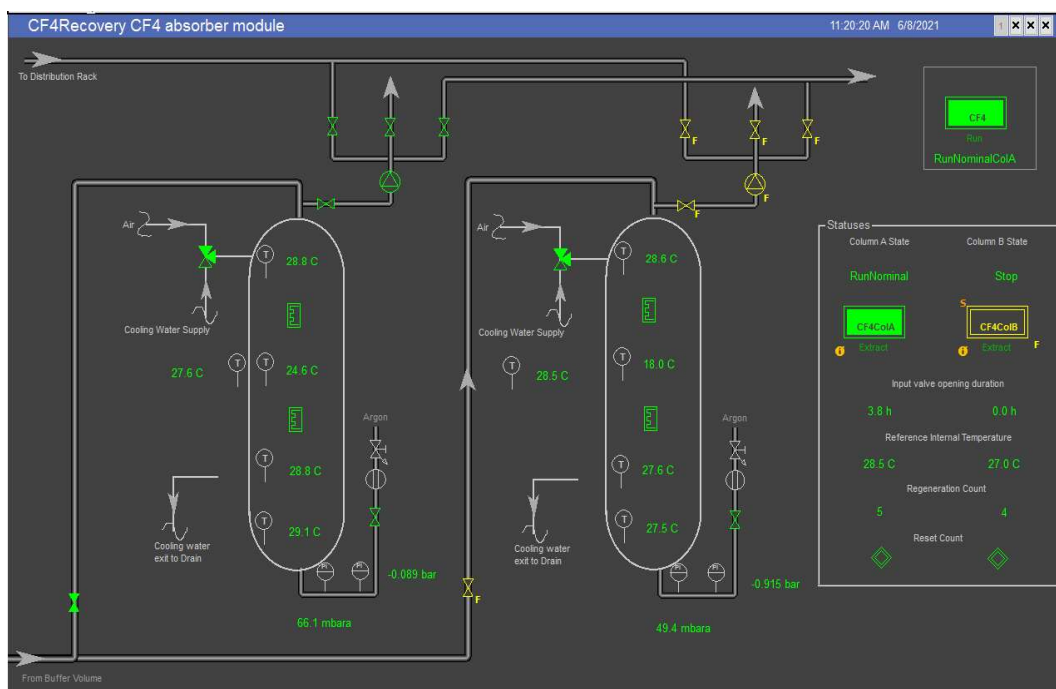 CF4Recovery CF4 absorber module
11:20:20 AM 6/8/2021
1
To Distribution Rack
CF4
Run
RunNominalColA
F
F
F
F
F
Air
28.8 C
Cooling Water Supply
27.6 C
T
T
T
24.6 C
T
28.8 C
T
29.1 C
Argon
Cooling water
exit to Drain
PI
PI
-0.089 bar
66.1 mbara
Air
T
28.6 C
Cooling Water Supply
T
28.5 C
T
18.0 C
T
27.6 C
T
27.5 C
Argon
Cooling water
exit to Drain
PI
PI
-0.915 bar
49.4 mbara
F
From Buffer Volume
Statuses
Column A State
Column B State
RunNominal
Stop
S
CF4ColA
CF4ColB
i
Extract
i
Extract
F
Input valve opening duration
3.8 h
0.0 h
Reference Internal Temperature
28.5 C
27.0 C
Regeneration Count
5
4
Reset Count